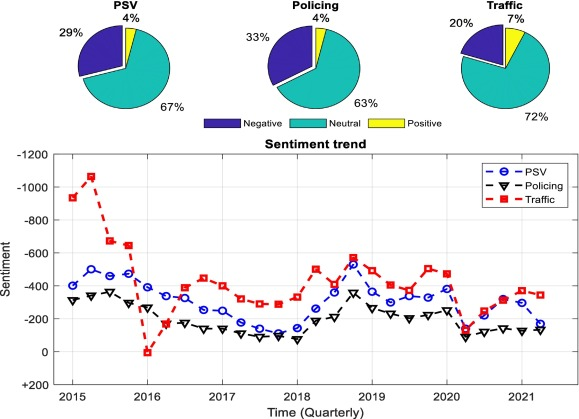 PSV
Policing
Traffic
29%
4%
67%
33%
4%
63%
20%
7%
72%
Negative
Neutral
Positive
Sentiment trend
-1200
-1000
-800
-600
-400
-200
0
+200
Sentiment
PSV
Policing
Traffic
2015
2016
2017
2018
2019
2020
2021
Time (Quarterly)